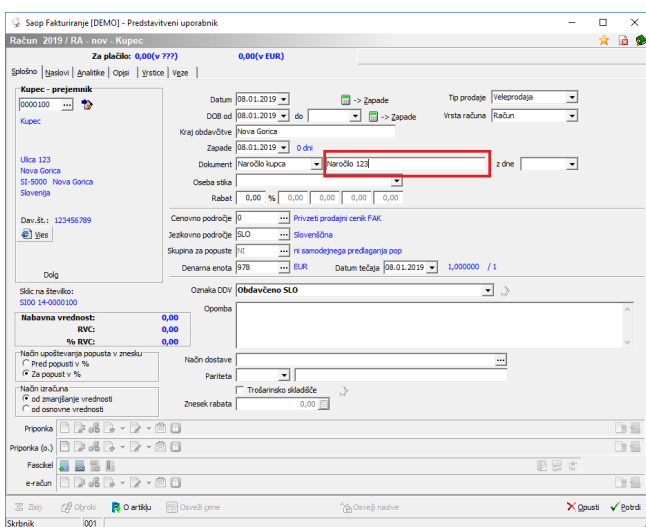 Saop Fakturiranje [DEMO] - Predstavitveni uporabnik
Račun 2019 / RA - nov - Kupec
Za plačilo: 0,00(v ???) 0,00(v EUR)
Splošno Naslovi Analitike Opisi Vrstice Veze
Kupec - prejemnik
0000100 ...
Kupec
Ulica 123
Nova Gorica
SI-5000 Nova Gorica
Slovenija
Dav.št.: 123456789
Vies
Dolg
Sklic na številko:
SI00 14-0000100
Nabavna vrednost: 0,00
RVC: 0,00
% RVC: 0,00
Način upoštevanja popusta v znesku
Pred popusti v %
Za popust v %
Način izračuna
od zmanjšanje vrednosti
od osnovne vrednosti
Datum 08.01.2019 -> Zapade Tip prodaje Veleprodaja
DOB od 08.01.2019 do -> Zapade Vrsta računa Račun
Kraj obdavčitve Nova Gorica
Zapade 08.01.2019 0 dni
Dokument Naročilo kupca Naročilo 123 z dne
Oseba stika
Rabat 0,00 % 0,00 0,00 0,00 0,00
Cenovno področje 0 ... Privzeti prodajni cenik FAK
Jezikovno področje SLO ... Slovenščina
Skupina za popuste NI ... ni samodejnega predlaganja pop
Denarna enota 978 ... EUR Datum tečaja 08.01.2019 1,000000 / 1
Oznaka DDV Obdavčeno SLO
Opomba
Način dostave ...
Pariteta
Trošarinsko skladišče
Znesek rabata 0,00
Priponka
Priponka (o.)
Fascikel
e-račun
Zbirj Obroki O artiklu Osveži cene Osveži nazive Opusti Potrdi
Skrbnik 001